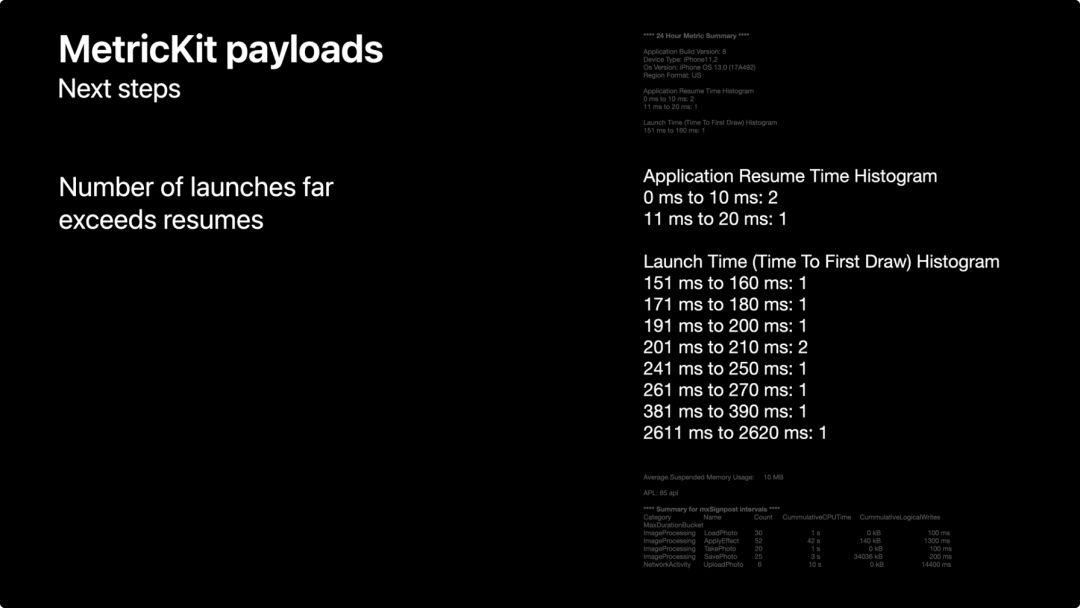 MetricKit payloads
Next steps
Number of launches far
exceeds resumes
**** 24 Hour Metric Summary ****
Application Build Version: 8
Device Type: iPhone11,2
Os Version: iPhone OS 13.0 (17A492)
Region Format: US
Application Resume Time Histogram
0 ms to 10 ms: 2
11 ms to 20 ms: 1
Launch Time (Time To First Draw) Histogram
151 ms to 160 ms: 1
Application Resume Time Histogram
0 ms to 10 ms: 2
11 ms to 20 ms: 1
Launch Time (Time To First Draw) Histogram
151 ms to 160 ms: 1
171 ms to 180 ms: 1
191 ms to 200 ms: 1
201 ms to 210 ms: 2
241 ms to 250 ms: 1
261 ms to 270 ms: 1
381 ms to 390 ms: 1
2611 ms to 2620 ms: 1
Average Suspended Memory Usage: 10 MB
APL: 85 apl
**** Summary for mxSignpost intervals ****
Category Name Count CummulativeCPUTime CummulativeLogicalWrites
MaxDurationBucket
ImageProcessing LoadPhoto 30 1 s 0 kB 100 ms
ImageProcessing ApplyEffect 52 42 s 140 kB 1300 ms
ImageProcessing TakePhoto 20 1 s 0 kB 100 ms
ImageProcessing SavePhoto 25 3 s 34036 kB 200 ms
NetworkActivity UploadPhoto 6 10 s 0 kB 14400 ms